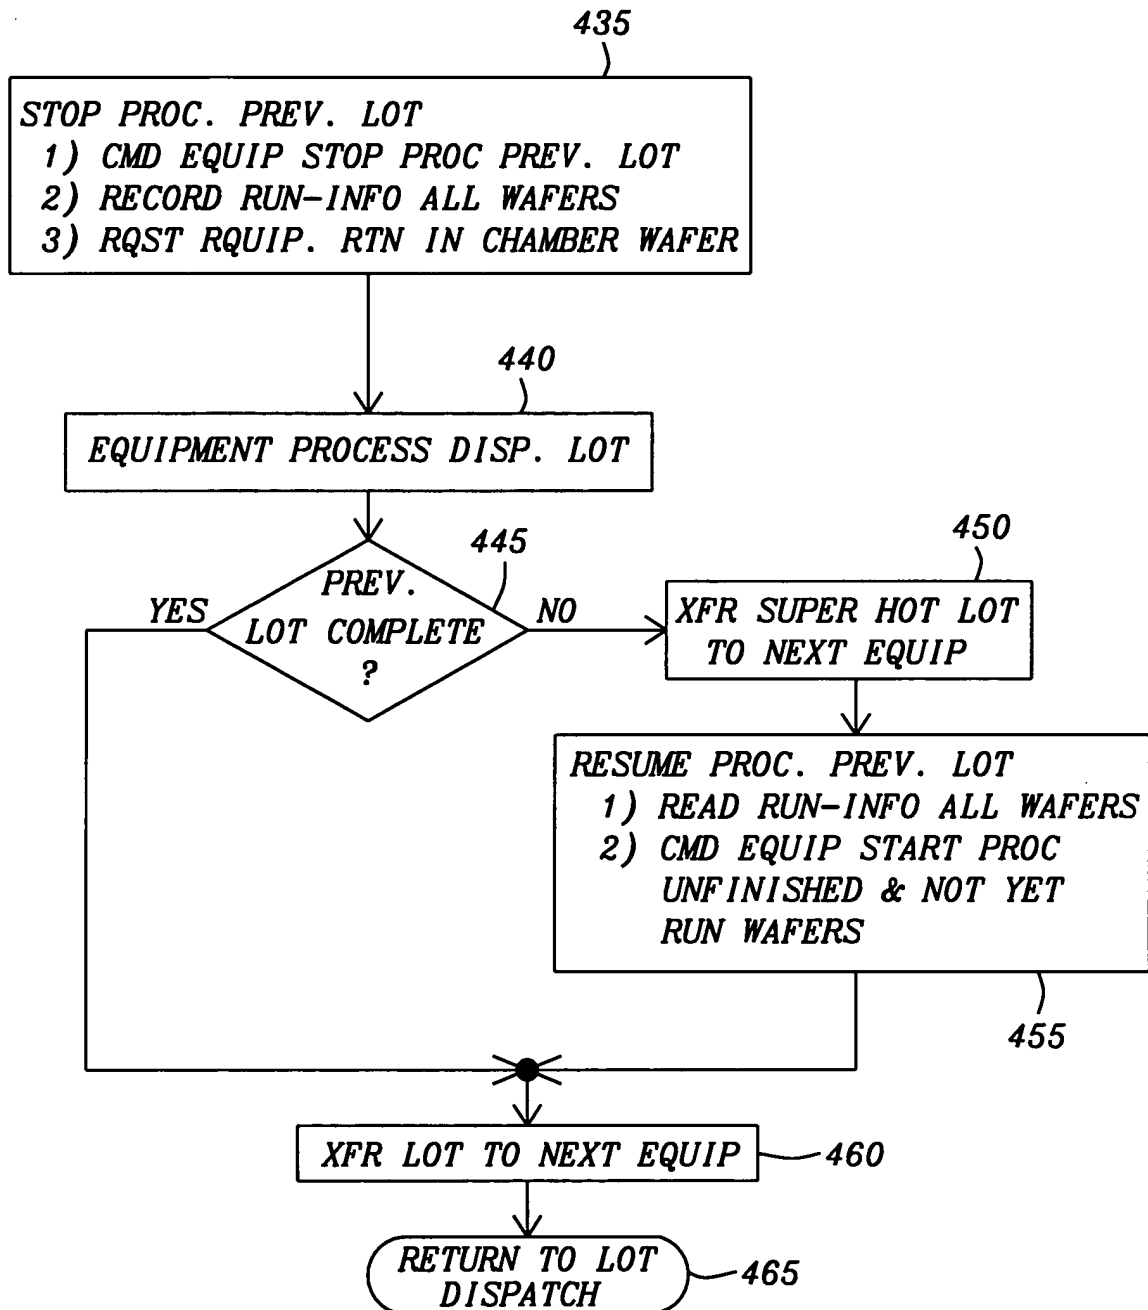 435
STOP PROC. PREV. LOT
1) CMD EQUIP STOP PROC PREV. LOT
2) RECORD RUN-INFO ALL WAFERS
3) RQST RQUIP. RTN IN CHAMBER WAFER
440
EQUIPMENT PROCESS DISP. LOT
445
PREV.
LOT COMPLETE
?
YES
NO
450
XFR SUPER HOT LOT
TO NEXT EQUIP
RESUME PROC. PREV. LOT
1) READ RUN-INFO ALL WAFERS
2) CMD EQUIP START PROC
UNFINISHED & NOT YET
RUN WAFERS
455
XFR LOT TO NEXT EQUIP
460
RETURN TO LOT
DISPATCH
465